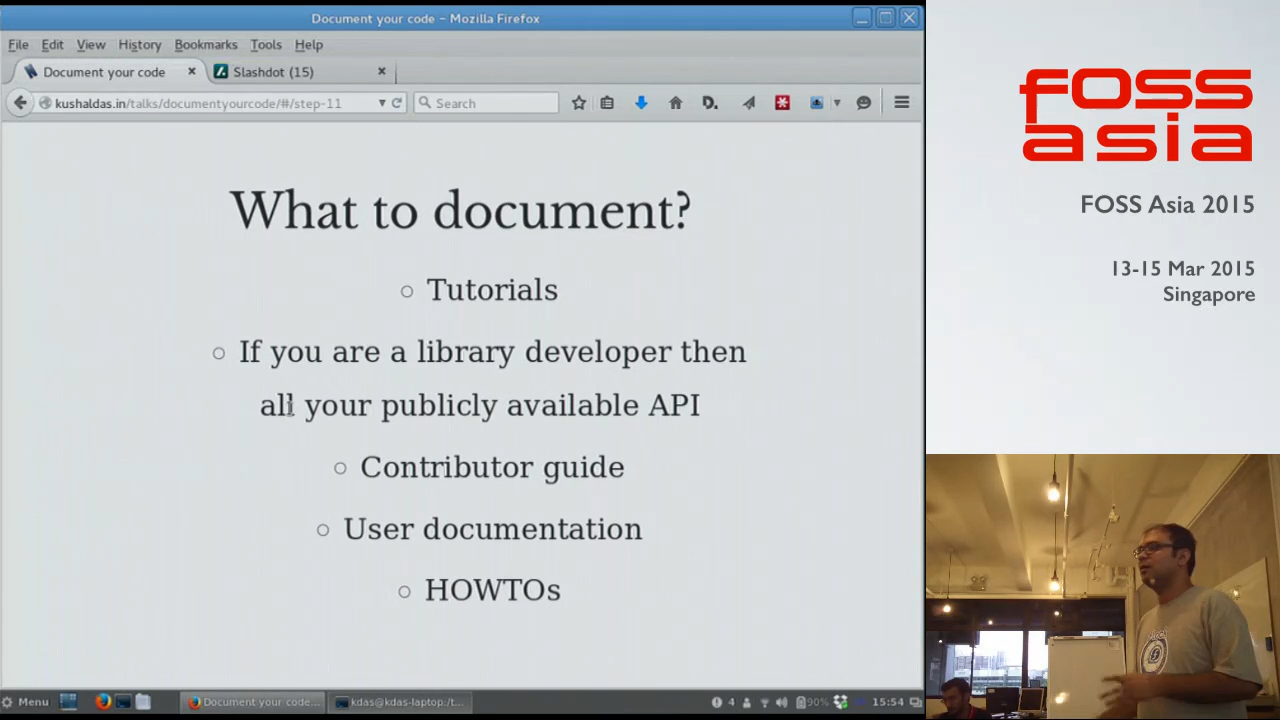 Document your code - Mozilla Firefox
File Edit View History Bookmarks Tools Help
Document your code
Slashdot (15)
kushaldas.in/talks/documentyourcode/#/step-11
Search
D.
What to document?
Tutorials
If you are a library developer then
all your publicly available API
Contributor guide
User documentation
HOWTOs
Menu
Document your code...
kdas@kdas-laptop:/t...
4
90%
15:54
FOSS
asia
FOSS Asia 2015
13-15 Mar 2015
Singapore